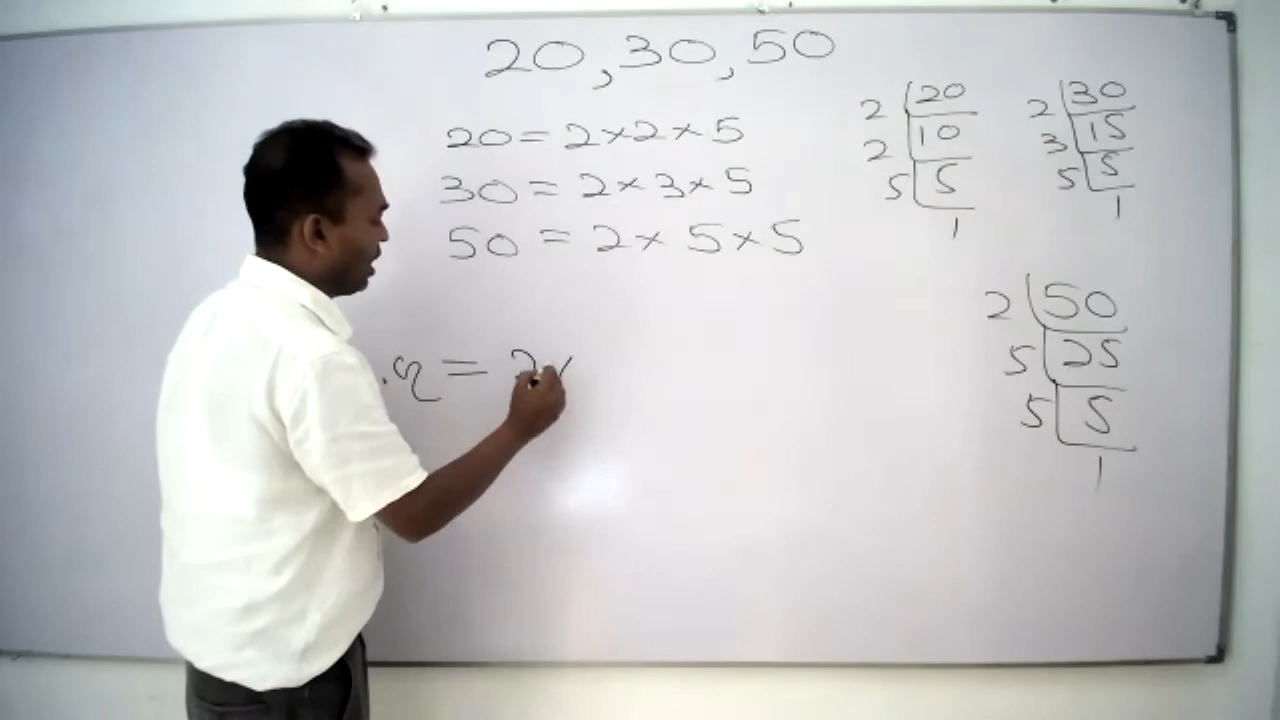 20, 30, 50
20 = 2 × 2 × 5
30 = 2 × 3 × 5
50 = 2 × 5 × 5
= 2 ×
2 20
2 10
5 5
1
2 30
3 15
5 5
1
2 50
5 25
5 5
1